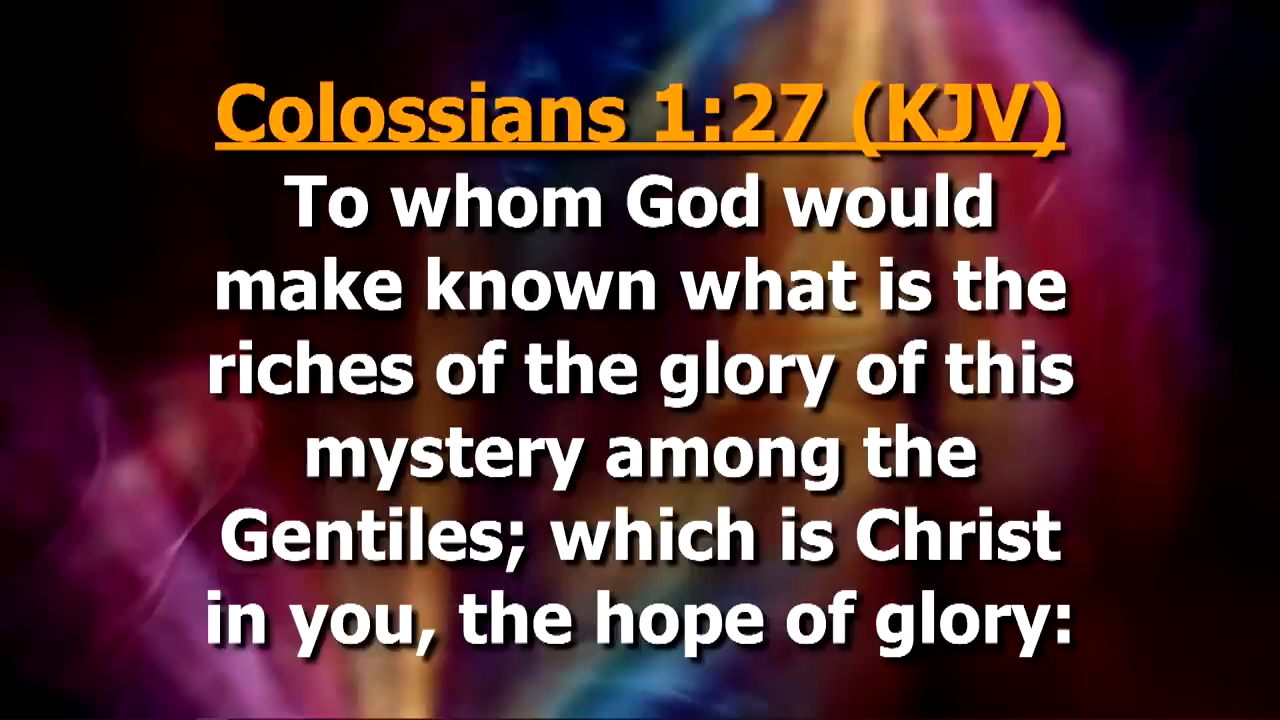 Colossians 1:27 (KJV)
To whom God would
make known what is the
riches of the glory of this
mystery among the
Gentiles; which is Christ
in you, the hope of glory: